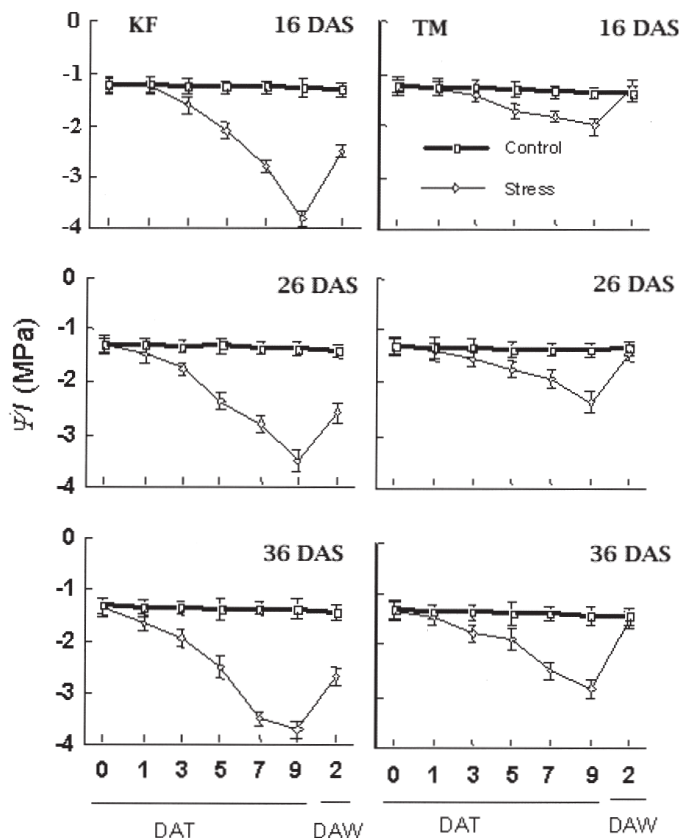 KF 16 DAS
TM 16 DAS
0
-1
-2
-3
-4
Control
Stress
26 DAS
26 DAS
0
-1
-2
-3
-4
Ψl (MPa)
36 DAS
36 DAS
0
-1
-2
-3
-4
0 1 3 5 7 9 2
0 1 3 5 7 9 2
DAT DAW
DAT DAW